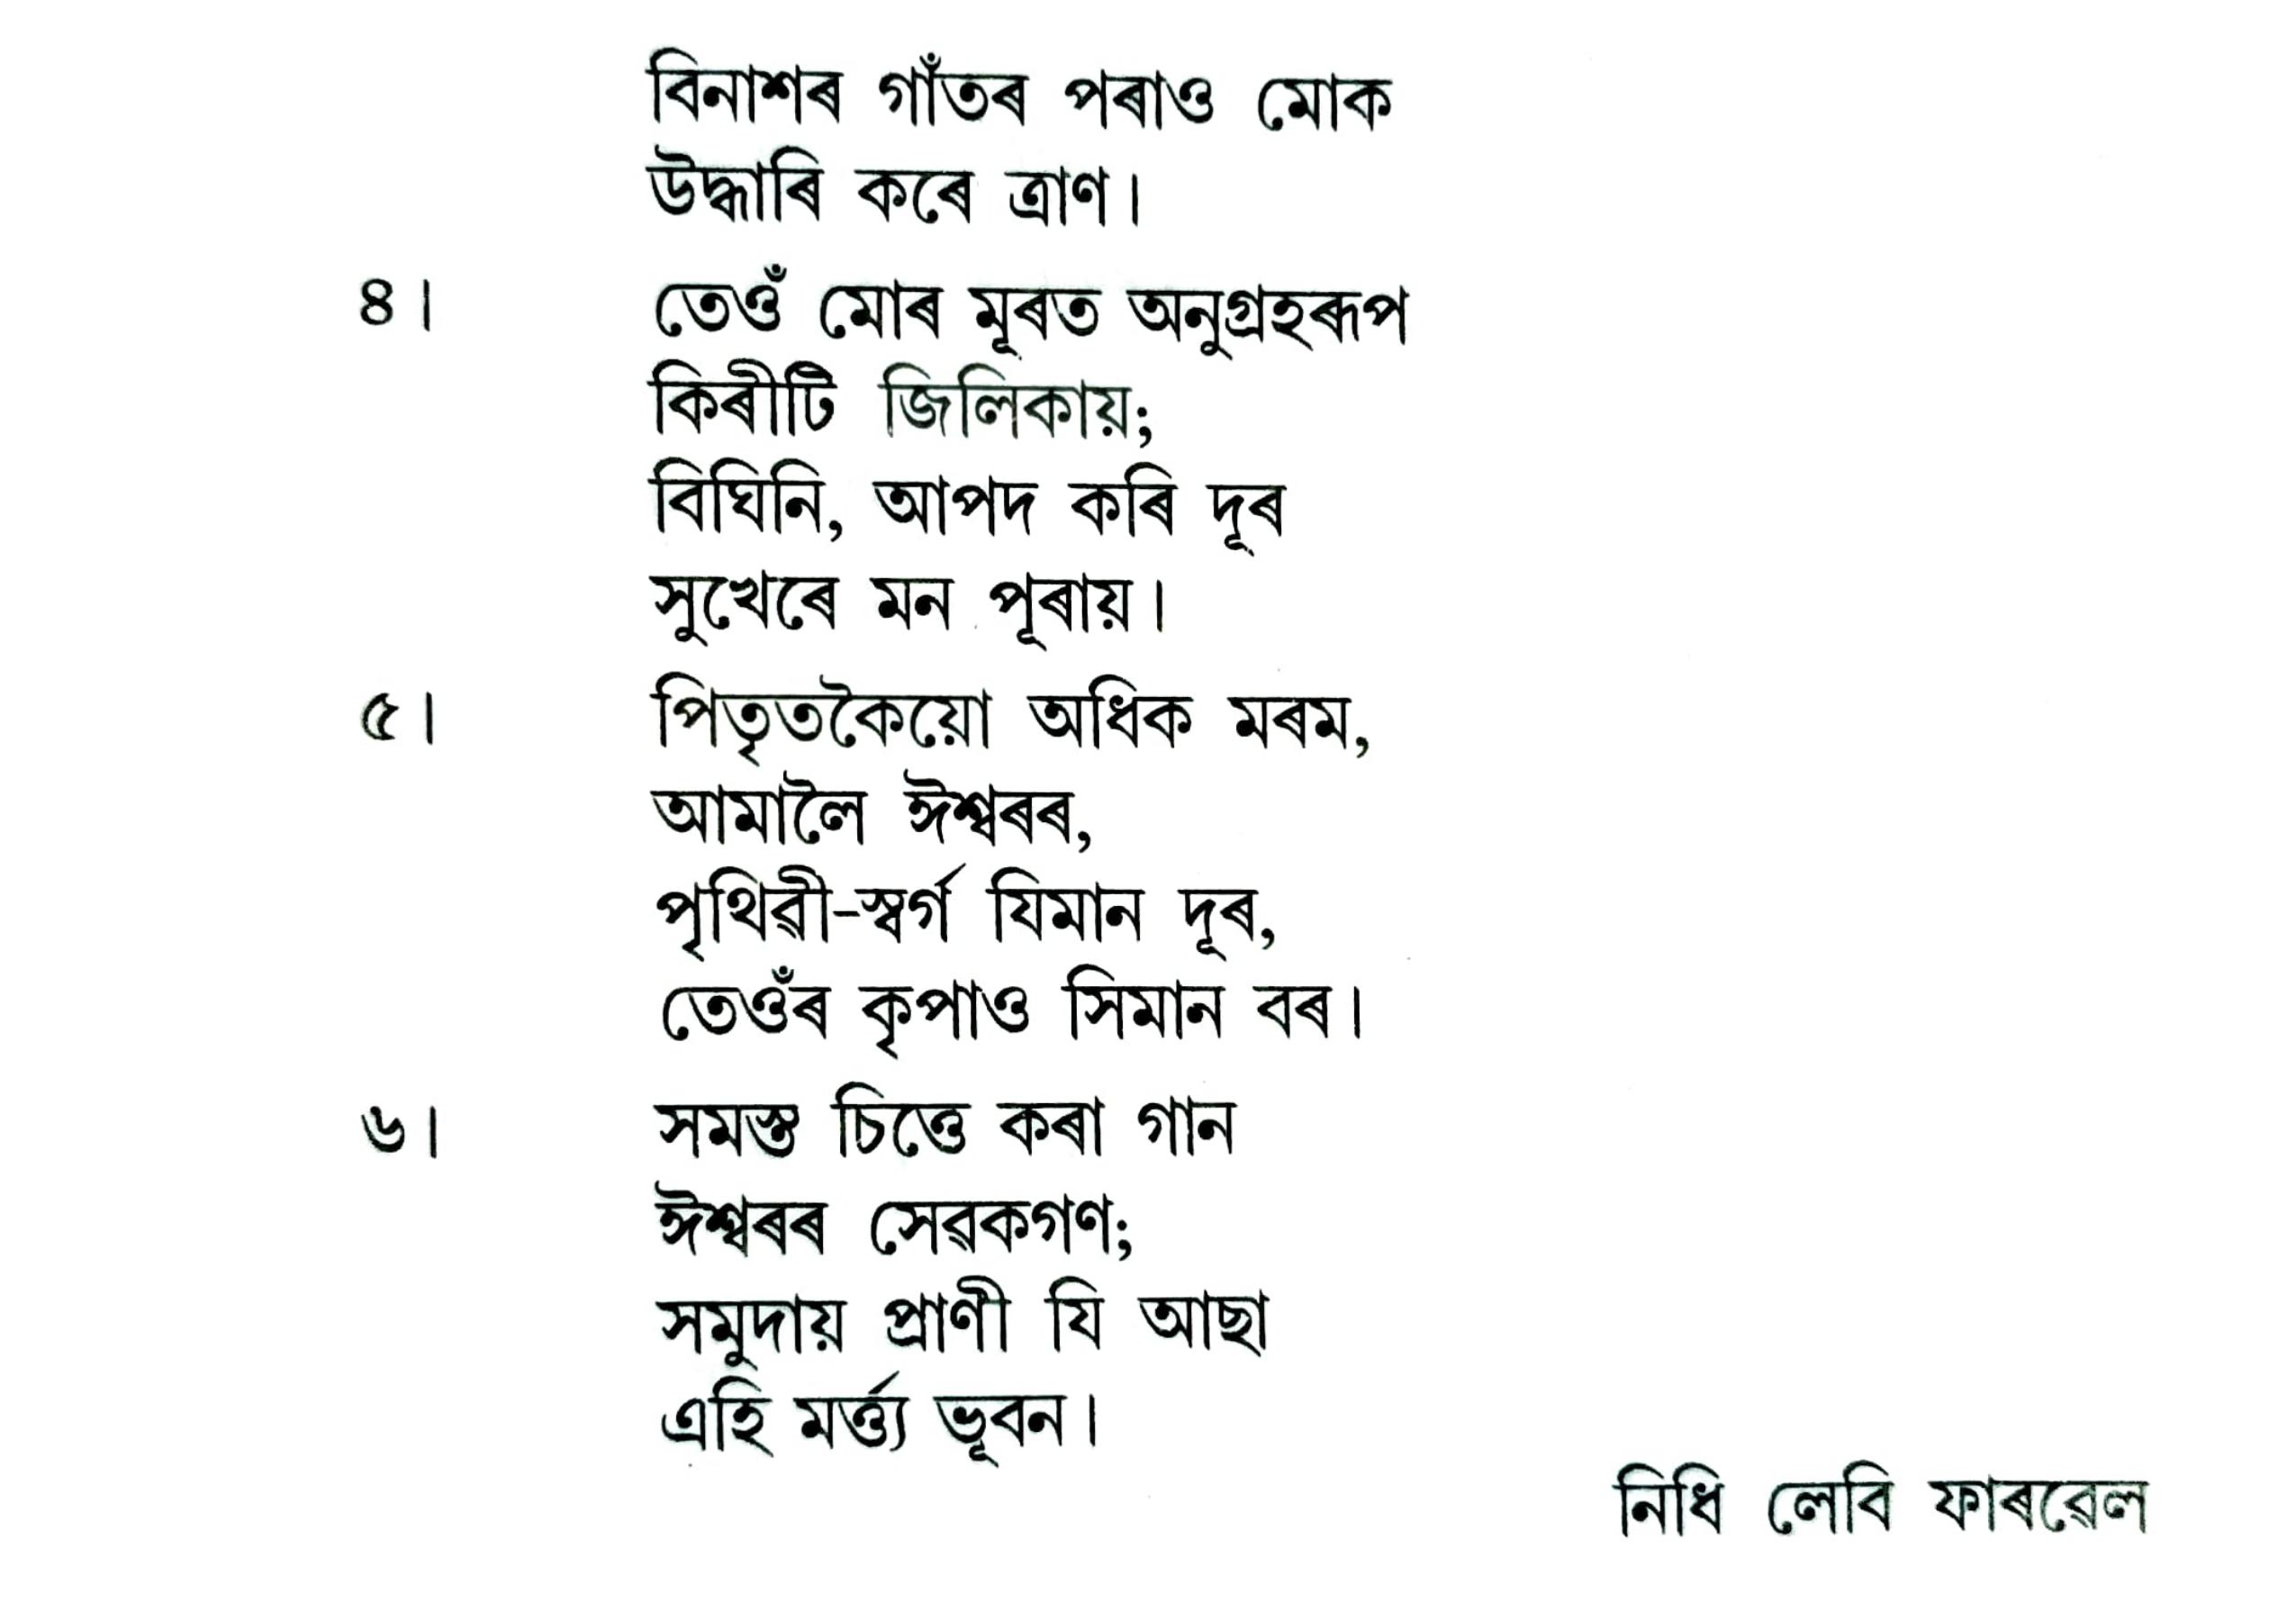 বিনাশৰ গাঁতৰ পৰাও মোক
উদ্ধাৰি কৰে ত্ৰাণ।
৪। তেওঁ মোৰ মূৰত অনুগ্ৰহৰূপ
কিৰীটি জিলিকায়;
বিঘিনি, আপদ কৰি দূৰ
সুখেৰে মন পূৰায়।
৫। পিতৃতকৈয়ো অধিক মৰম,
আমালৈ ঈশ্বৰৰ,
পৃথিৱী-স্বৰ্গ যিমান দূৰ,
তেওঁৰ কৃপাও সিমান বৰ।
৬। সমস্ত চিত্তে কৰা গান
ঈশ্বৰৰ সেৱকগণ;
সমুদায় প্ৰাণী যি আছা
এহি মৰ্ত্ত্য ভূবন।
নিধি লেবি ফাৰৱেল